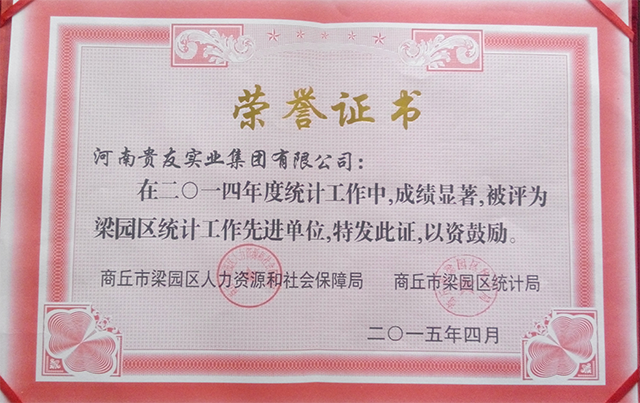 荣誉证书
河南贵友实业集团有限公司：
在二〇一四年度统计工作中,成绩显著,被评为
梁园区统计工作先进单位,特发此证,以资鼓励。
商丘市梁园区人力资源和社会保障局 商丘市梁园区统计局
二〇一五年四月